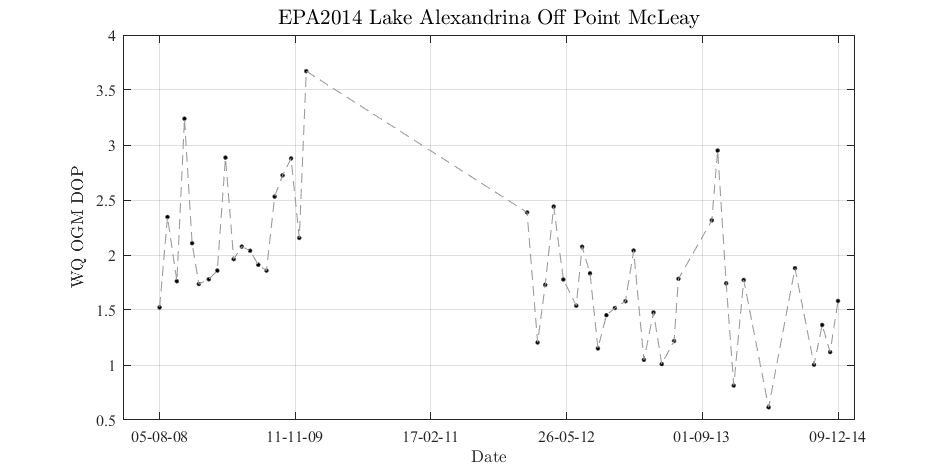 EPA2014 Lake Alexandrina Off Point McLeay
4
3.5
3
2.5
2
1.5
1
0.5
WQ OGM DOP
05-08-08 11-11-09 17-02-11 26-05-12 01-09-13 09-12-14
Date